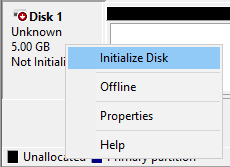 Disk 1
Unknown
5.00 GB
Not Initiali
Initialize Disk
Offline
Properties
Help
Unallocated
Primary partition